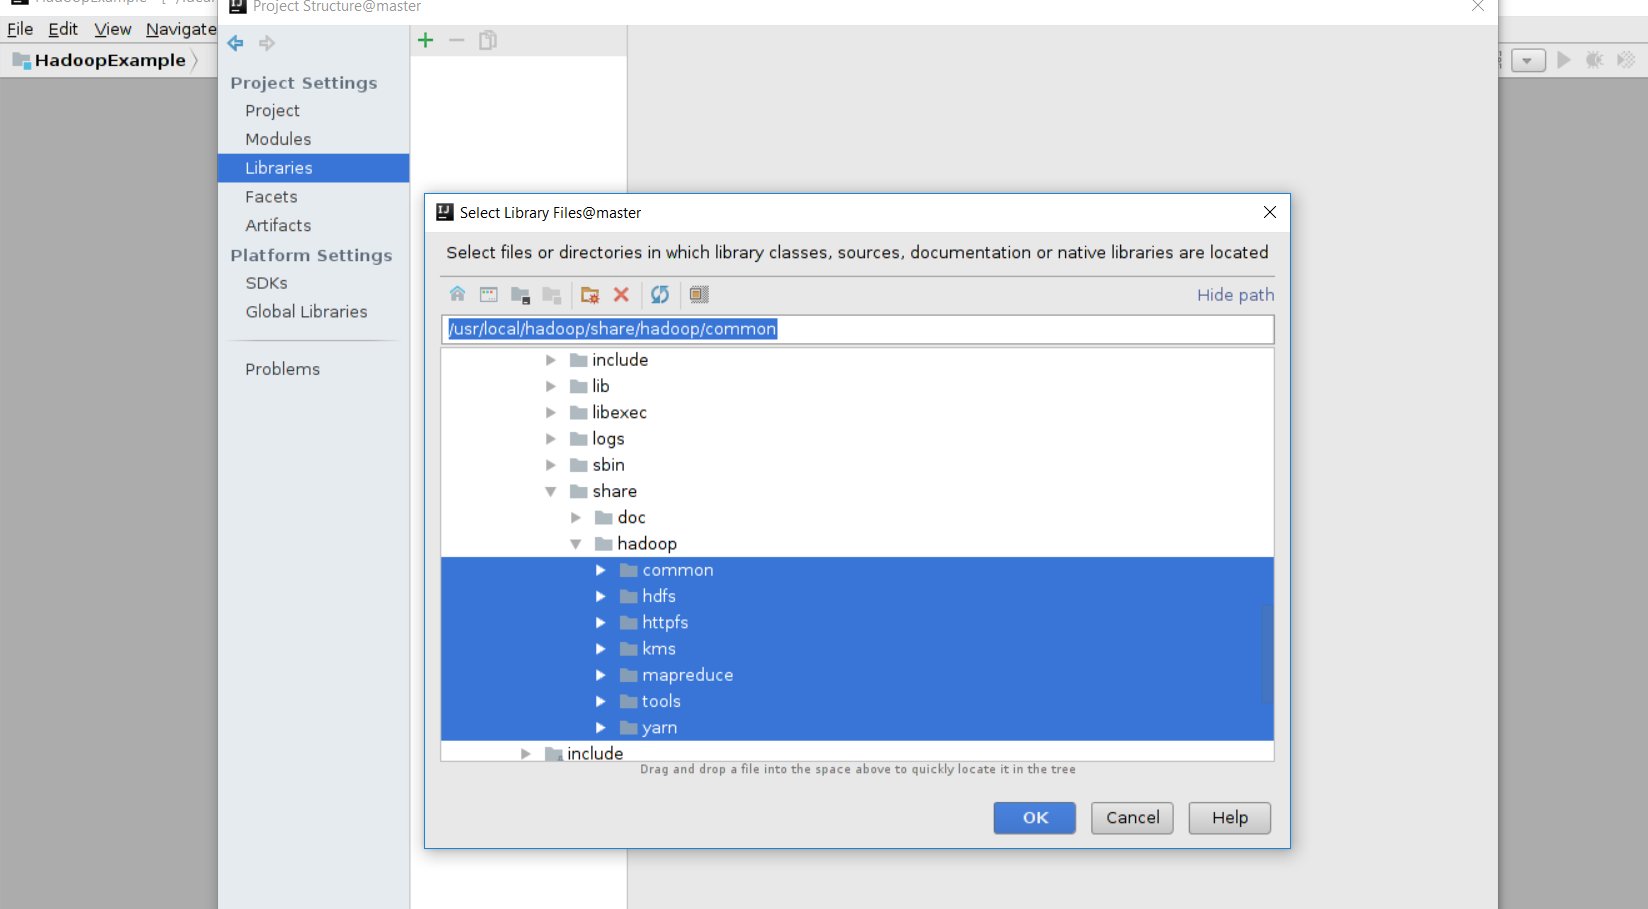 Project Structure@master
File Edit View Navigate
HadoopExample
Project Settings
Project
Modules
Libraries
Facets
Artifacts
Platform Settings
SDKs
Global Libraries
Problems
Select Library Files@master
Select files or directories in which library classes, sources, documentation or native libraries are located
Hide path
/usr/local/hadoop/share/hadoop/common
include
lib
libexec
logs
sbin
share
doc
hadoop
common
hdfs
httpfs
kms
mapreduce
tools
yarn
include
Drag and drop a file into the space above to quickly locate it in the tree
OK Cancel Help